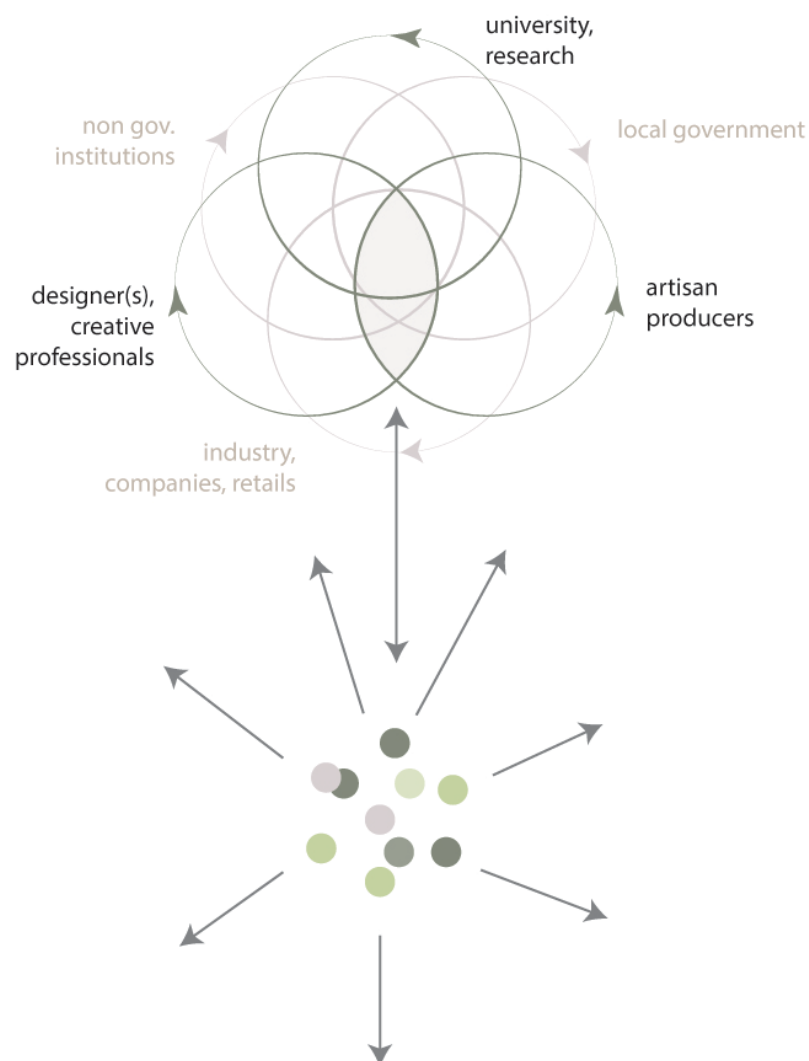 university,
research
non gov.
institutions
local government
designer(s),
creative
professionals
artisan
producers
industry,
companies, retails